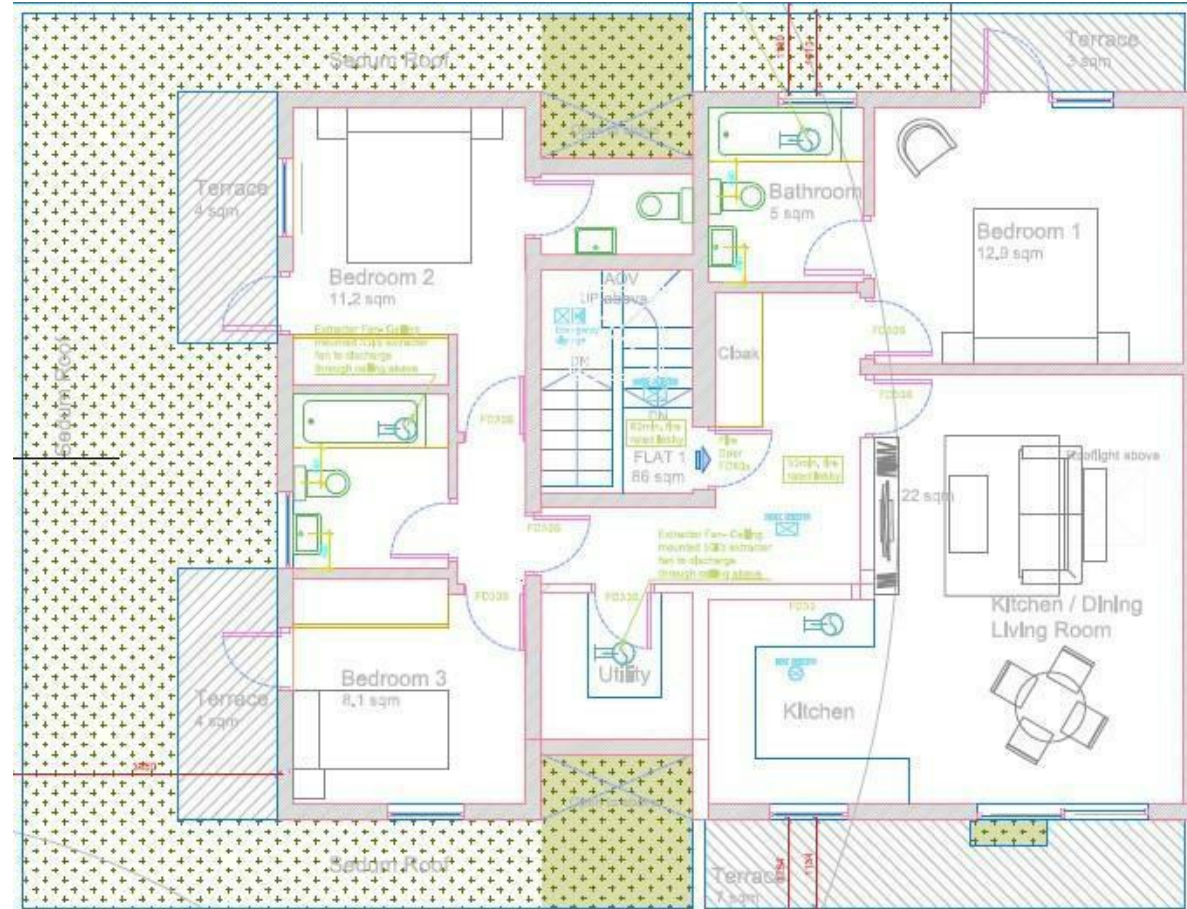 Sedum Roof
Terrace
3 sqm
Terrace
4 sqm
Bathroom
5 sqm
Bedroom 1
12.9 sqm
Bedroom 2
11.2 sqm
AOV
UP above
Extractor Fan- Ceiling
mounted extractor
fan to discharge
through ceiling above
DN
DN
Cloak
FD30S
FD30S
FD30S
Sedum Roof
FLAT 1
86 sqm
Fire
Door
22 sqm
Rooflight above
FD30S
Extractor Fan- Ceiling
mounted extractor
fan to discharge
through ceiling above
FD30S
FD30S
Kitchen / Dining
Living Room
Utility
Bedroom 3
8.1 sqm
Kitchen
Terrace
4 sqm
Sedum Roof
Terrace
7 sqm